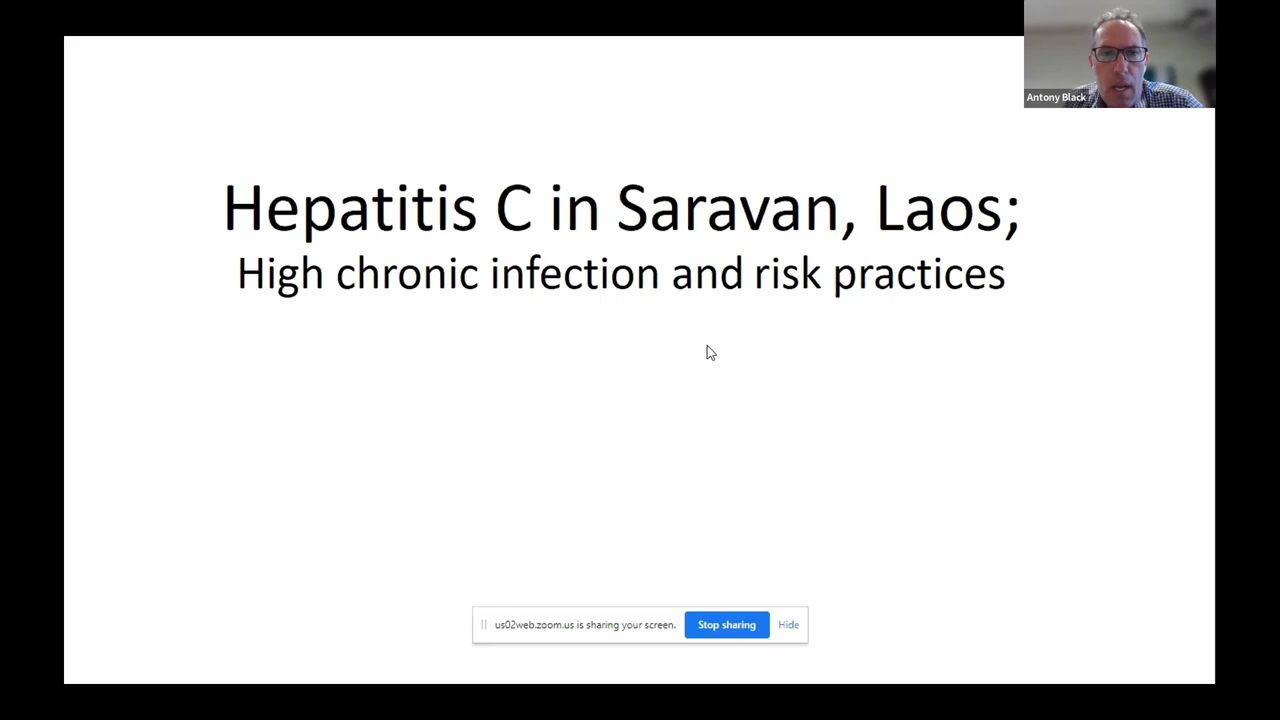 Antony Black
Hepatitis C in Saravan, Laos;
High chronic infection and risk practices
us02web.zoom.us is sharing your screen.
Stop sharing
Hide